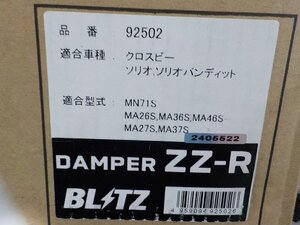 品番 92502
適合車種. クロスビー
ソリオ,ソリオバンディット
適合型式: MN71S
MA26S,MA36S,MA46S
MA27S,MA37S
2405622
DAMPER ZZ-R
BLITZ
4 959094 925026